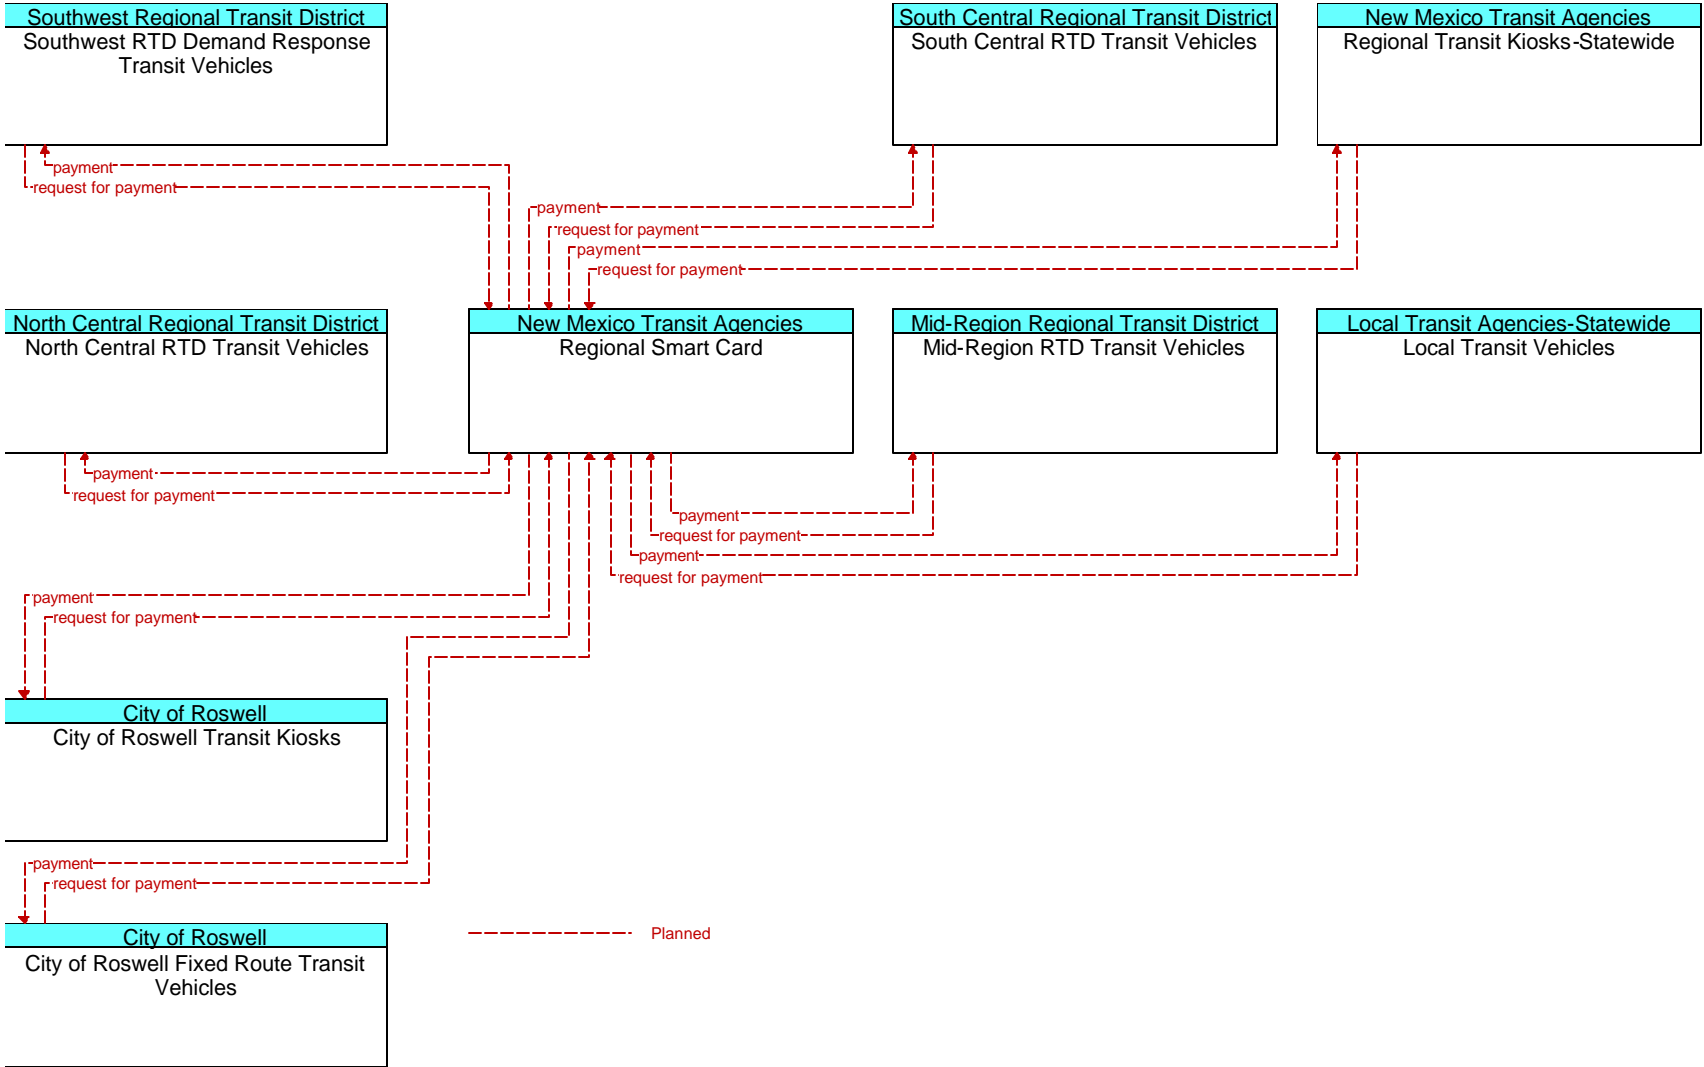 Southwest Regional Transit District
Southwest RTD Demand Response
Transit Vehicles
South Central Regional Transit District
South Central RTD Transit Vehicles
New Mexico Transit Agencies
Regional Transit Kiosks-Statewide
payment
request for payment
payment
request for payment
payment
request for payment
North Central Regional Transit District
North Central RTD Transit Vehicles
New Mexico Transit Agencies
Regional Smart Card
Mid-Region Regional Transit District
Mid-Region RTD Transit Vehicles
Local Transit Agencies-Statewide
Local Transit Vehicles
payment
request for payment
payment
request for payment
payment
request for payment
payment
request for payment
City of Roswell
City of Roswell Transit Kiosks
payment
request for payment
City of Roswell
City of Roswell Fixed Route Transit
Vehicles
Planned